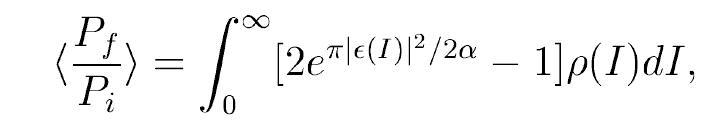 ⟨P_f/P_i⟩ = ∫_0^∞ [2e^{π|ϵ(I)|²/2α} − 1]ρ(I)dI,